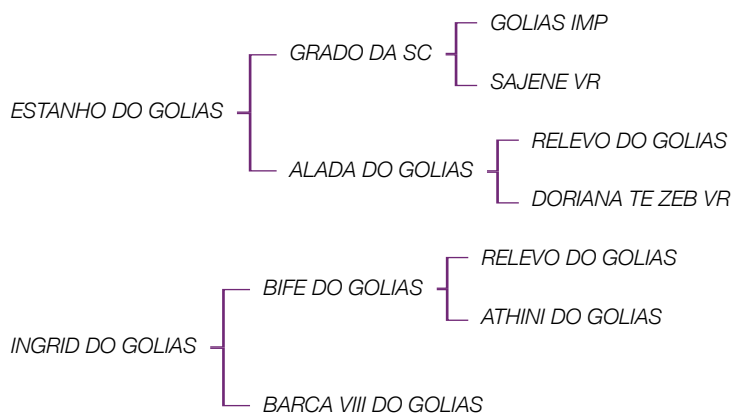 GOLIAS IMP
GRADO DA SC
SAJENE VR
ESTANHO DO GOLIAS
RELEVO DO GOLIAS
ALADA DO GOLIAS
DORIANA TE ZEB VR
RELEVO DO GOLIAS
BIFE DO GOLIAS
ATHINI DO GOLIAS
INGRID DO GOLIAS
BARCA VIII DO GOLIAS